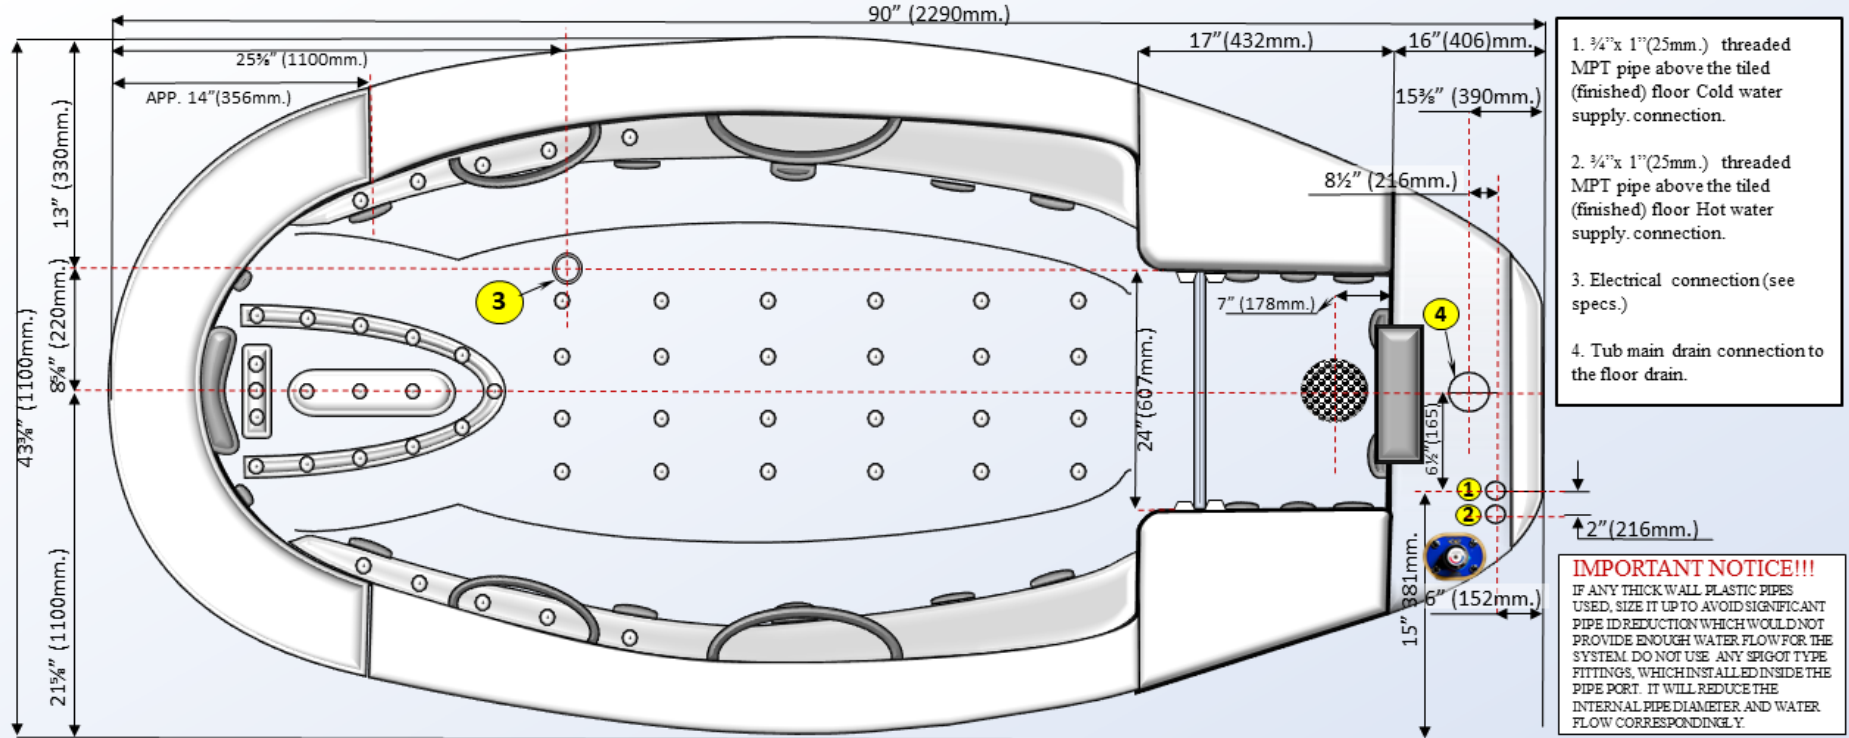 90” (2290mm.)
25⅝” (1100mm.)
17”(432mm.)
16”(406)mm.
APP. 14”(356mm.)
15⅜” (390mm.)
13” (330mm.)
8½” (216mm.)
8⅝” (220mm.)
7” (178mm.)
3
4
43¾” (1100mm.)
24”(607mm.)
6½”(165)
1
2
2”(216mm.)
21⅝” (1100mm.)
15” 381mm.
6” (152mm.)
1. ¾”x 1”(25mm.) threaded
MPT pipe above the tiled
(finished) floor Cold water
supply. connection.
2. ¾”x 1”(25mm.) threaded
MPT pipe above the tiled
(finished) floor Hot water
supply. connection.
3. Electrical connection (see
specs.)
4. Tub main drain connection to
the floor drain.
IMPORTANT NOTICE!!!
IF ANY THICK WALL PLASTIC PIPES
USED, SIZE IT UP TO AVOID SIGNIFICANT
PIPE ID REDUCTION WHICH WOULD NOT
PROVIDE ENOUGH WATER FLOW FOR THE
SYSTEM. DO NOT USE ANY SPIGOT TYPE
FITTINGS, WHICH INSTALLED INSIDE THE
PIPE PORT. IT WILL REDUCE THE
INTERNAL PIPE DIAMETER AND WATER
FLOW CORRESPONDINGLY.